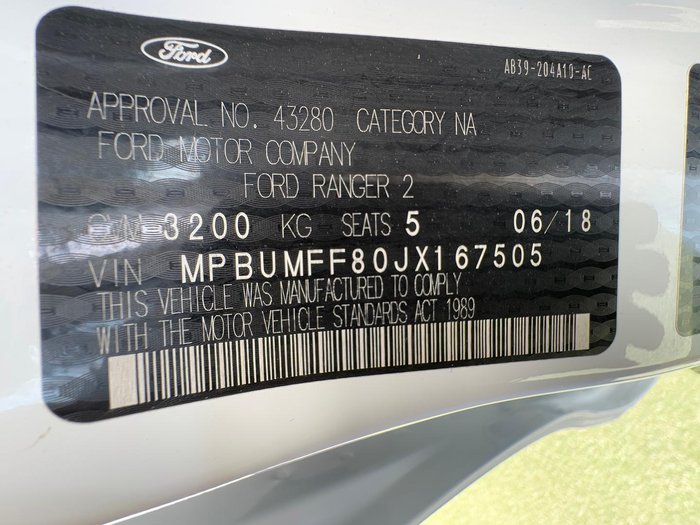 Ford
AB39-204A10-AC
APPROVAL NO. 43280 CATEGORY NA
FORD MOTOR COMPANY
FORD RANGER 2
GVM 3200 KG SEATS 5 06/18
VIN MPBUMFF80JX167505
THIS VEHICLE WAS MANUFACTURED TO COMPLY
WITH THE MOTOR VEHICLE STANDARDS ACT 1989